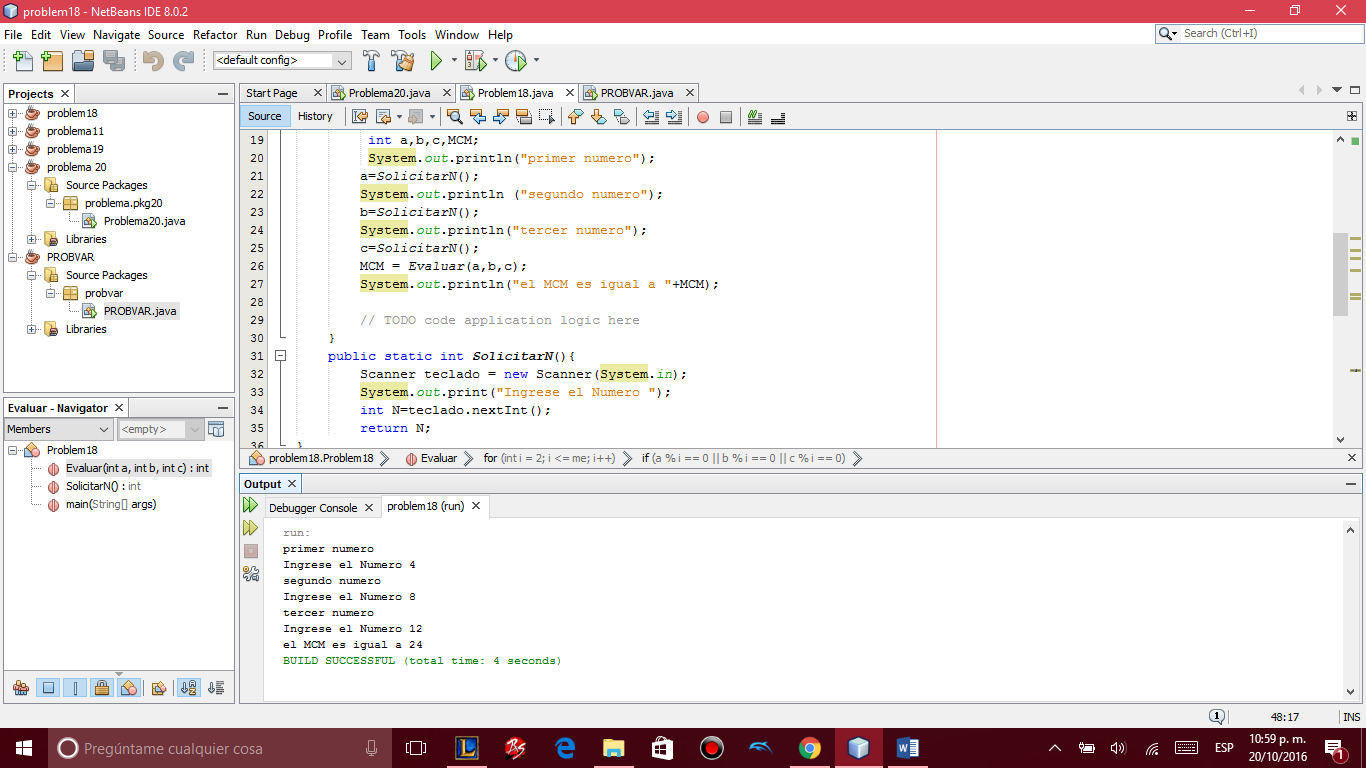 problem18 - NetBeans IDE 8.0.2
File Edit View Navigate Source Refactor Run Debug Profile Team Tools Window Help
Search (Ctrl+I)
<default config>
Projects
problem18
problema11
problema19
problema 20
Source Packages
problema.pkg20
Problema20.java
Libraries
PROBVAR
Source Packages
probvar
PROBVAR.java
Libraries
Evaluar - Navigator
Members
<empty>
Problem18
Evaluar(int a, int b, int c) : int
SolicitarN() : int
main(String[] args)
Start Page Problema20.java Problem18.java PROBVAR.java
Source History
19 int a,b,c,MCM;
20 System.out.println("primer numero");
21 a=SolicitarN();
22 System.out.println ("segundo numero");
23 b=SolicitarN();
24 System.out.println("tercer numero");
25 c=SolicitarN();
26 MCM = Evaluar(a,b,c);
27 System.out.println("el MCM es igual a "+MCM);
28
29 // TODO code application logic here
30 }
31 public static int SolicitarN(){
32 Scanner teclado = new Scanner(System.in);
33 System.out.print("Ingrese el Numero ");
34 int N=teclado.nextInt();
35 return N;
36 }
problem18.Problem18 Evaluar for (int i = 2; i <= me; i++) if (a % i == 0 || b % i == 0 || c % i == 0)
Output
Debugger Console problem18 (run)
run:
primer numero
Ingrese el Numero 4
segundo numero
Ingrese el Numero 8
tercer numero
Ingrese el Numero 12
el MCM es igual a 24
BUILD SUCCESSFUL (total time: 4 seconds)
1 48:17 INS
Pregúntame cualquier cosa
ESP
10:59 p. m.
20/10/2016
1